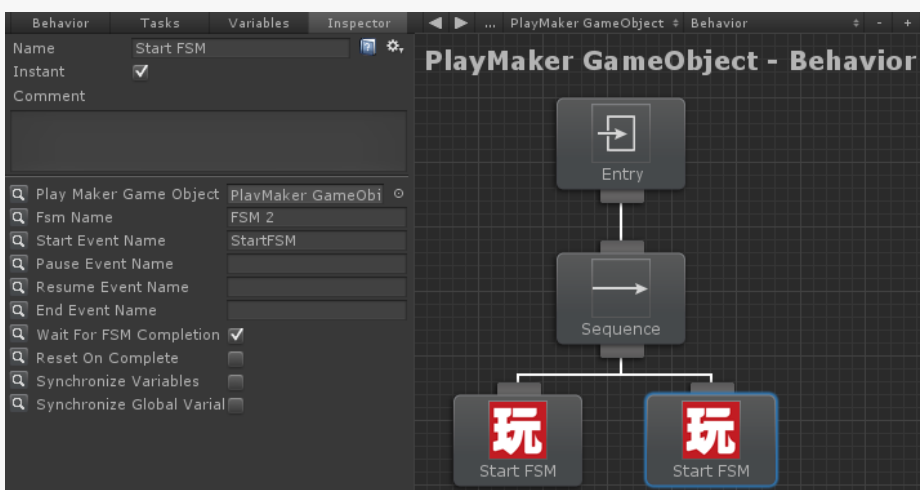 Behavior Tasks Variables Inspector
... PlayMaker GameObject Behavior - +
Name Start FSM
Instant
Comment
Play Maker Game Object PlayMaker GameObj
Fsm Name FSM 2
Start Event Name StartFSM
Pause Event Name
Resume Event Name
End Event Name
Wait For FSM Completion
Reset On Complete
Synchronize Variables
Synchronize Global Varial
PlayMaker GameObject - Behavior
Entry
Sequence
玩
Start FSM
玩
Start FSM